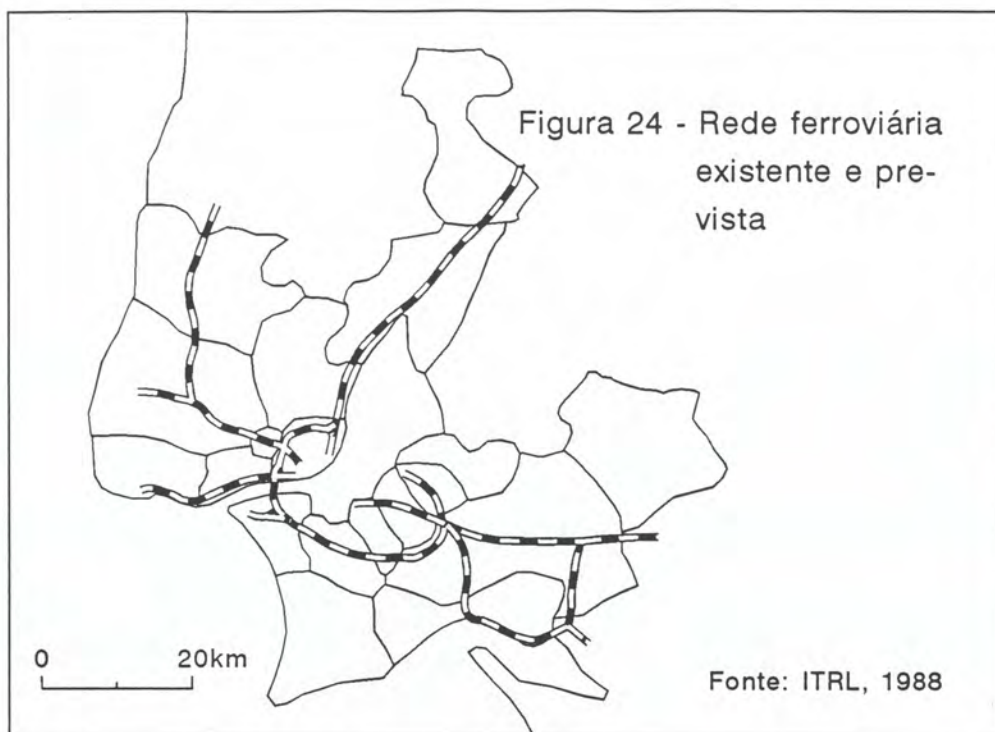 Figura 24 - Rede ferroviária
existente e pre-
vista
0 20km
Fonte: ITRL, 1988